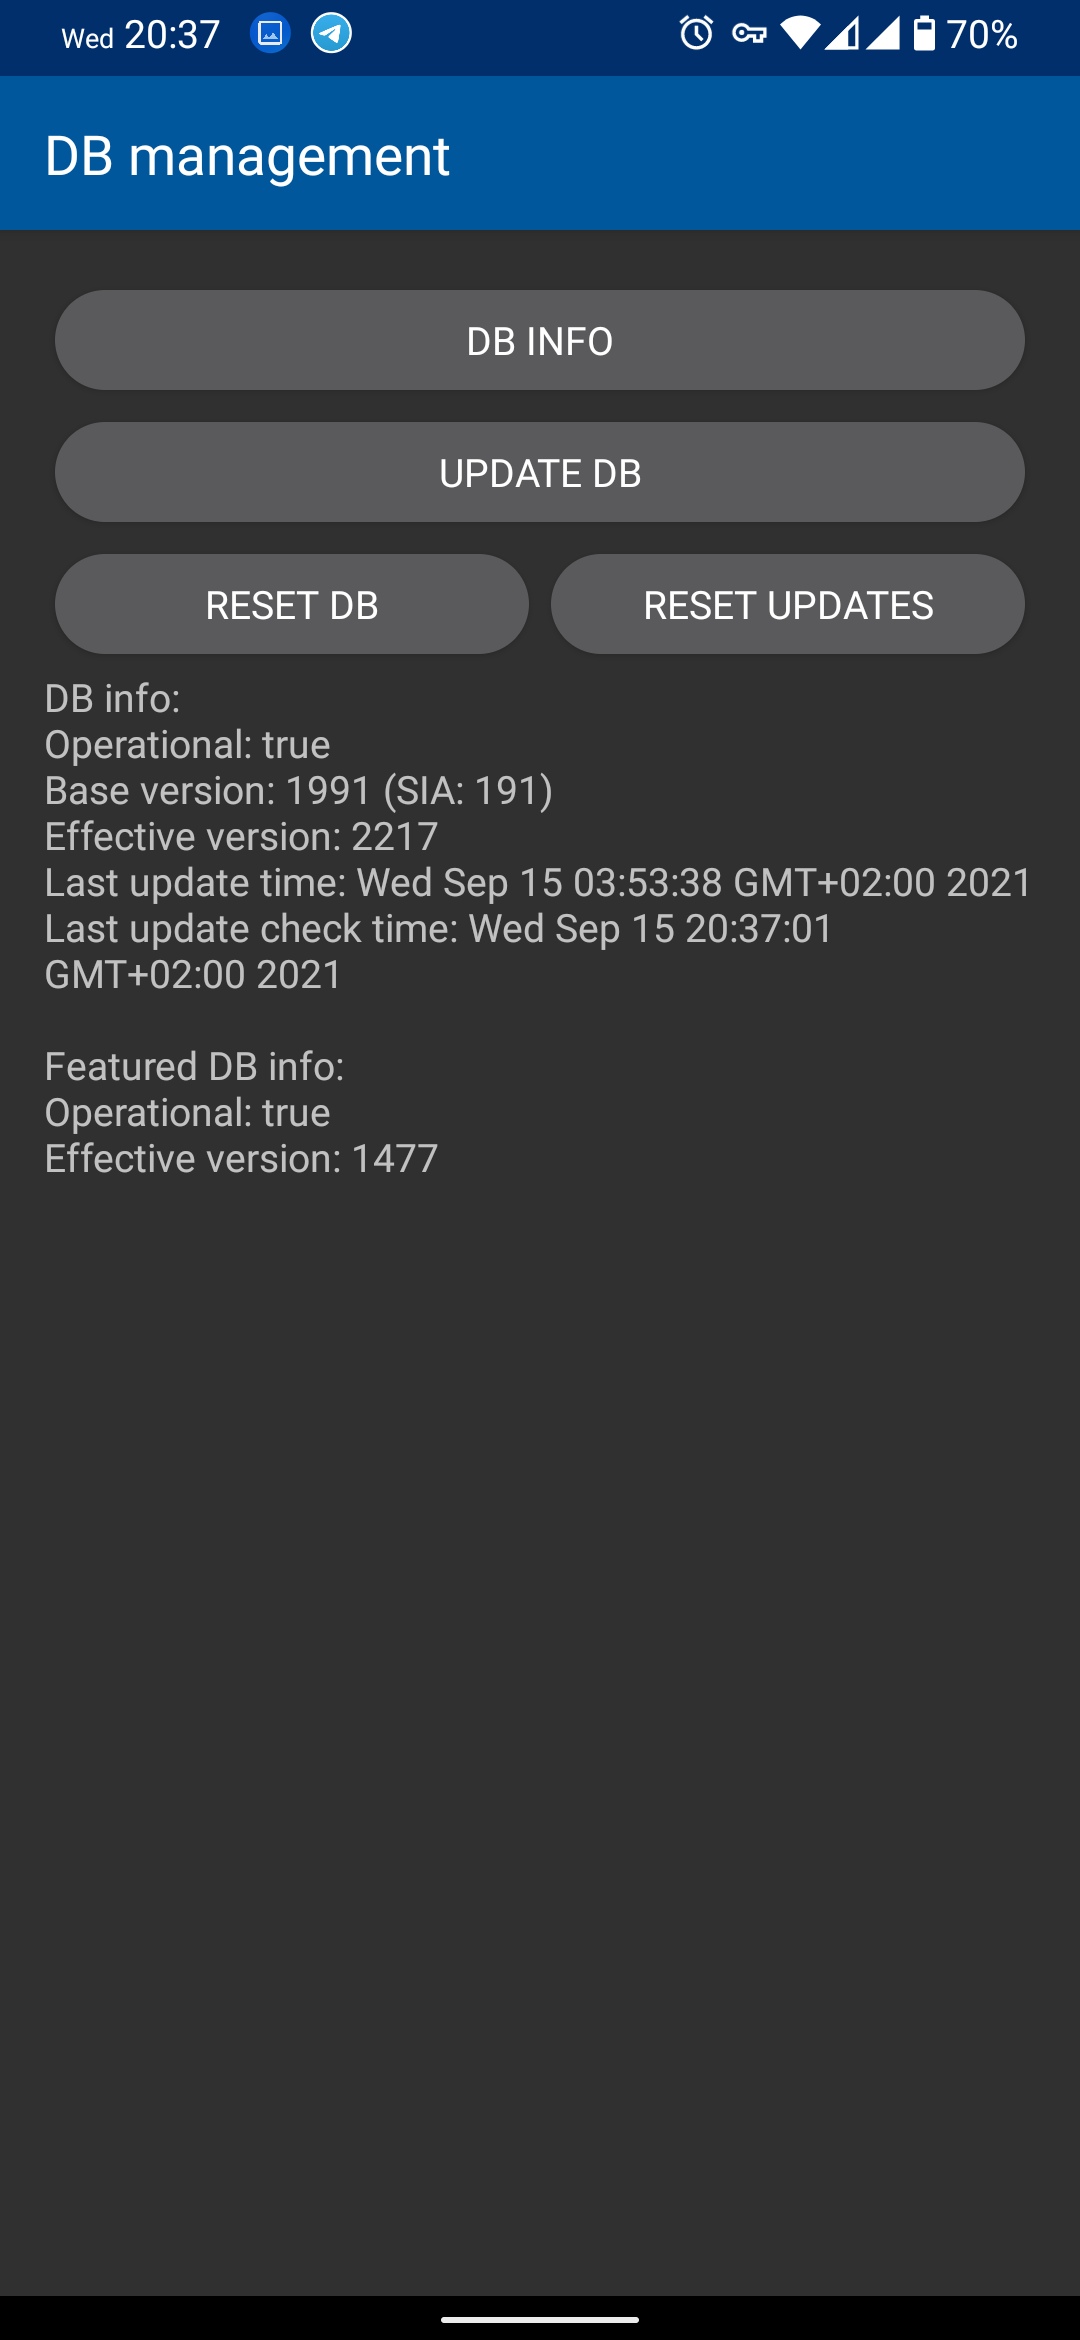 Wed 20:37 70%
DB management
DB INFO
UPDATE DB
RESET DB RESET UPDATES
DB info:
Operational: true
Base version: 1991 (SIA: 191)
Effective version: 2217
Last update time: Wed Sep 15 03:53:38 GMT+02:00 2021
Last update check time: Wed Sep 15 20:37:01
GMT+02:00 2021
Featured DB info:
Operational: true
Effective version: 1477